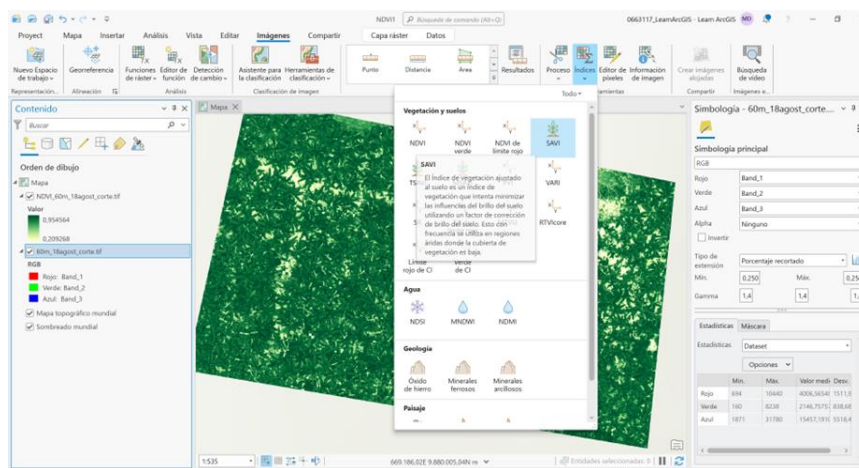 NDVI1
Búsqueda de comando (Alt+Q)
0663117_LearnArcGIS - Learn ArcGIS
MO
?
Proyect Mapa Insertar Análisis Vista Editar Imágenes Compartir Capa ráster Datos
Nuevo Espacio de trabajo
Georreferencia
Funciones de ráster
Editor de función
Detección de cambio
Asistente para la clasificación
Herramientas de clasificación
Punto
Distancia
Área
Resultados
Proceso
Índices
Editor de píxeles
Información de imagen
Crear imágenes alojadas
Búsqueda de vídeo
Representación...
Alineación
Análisis
Clasificación de imagen
Compartir
Imágenes e...
Contenido
Buscar
Orden de dibujo
Mapa
NDVI_60m_18agost_corte.tif
Valor
0,954564
0,209268
60m_18agost_corte.tif
RGB
Rojo: Band_1
Verde: Band_2
Azul: Band_3
Mapa topográfico mundial
Sombreado mundial
Mapa
Todo
Vegetación y suelos
NDVI
NDVI verde
NDVI de límite rojo
SAVI
VARI
RTVIcore
SAVI
El índice de vegetación ajustado
al suelo es un índice de
vegetación que intenta minimizar
las influencias del brillo del suelo
utilizando un factor de corrección
de brillo del suelo. Esto con
frecuencia se utiliza en regiones
áridas donde la cubierta de
vegetación es baja.
rojo de CI
de CI
Agua
NDSI
MNDWI
NDMI
Geología
Óxido de hierro
Minerales ferrosos
Minerales arcillosos
Paisaje
1:535
669.186,02E 9.880.005,04N m
Entidades seleccionadas: 0
Simbología - 60m_18agost_corte....
Simbología principal
RGB
Rojo Band_1
Verde Band_2
Azul Band_3
Alpha Ninguno
Invertir
Tipo de extensión
Porcentaje recortado
Mín. 0,250 Máx.
Gamma 1,4 1,4
Estadísticas Máscara
Estadísticas Dataset
Opciones
Mín. Máx. Valor medi Desc.
Rojo 694 10440
Verde 160 8238
Azul 1871 31780